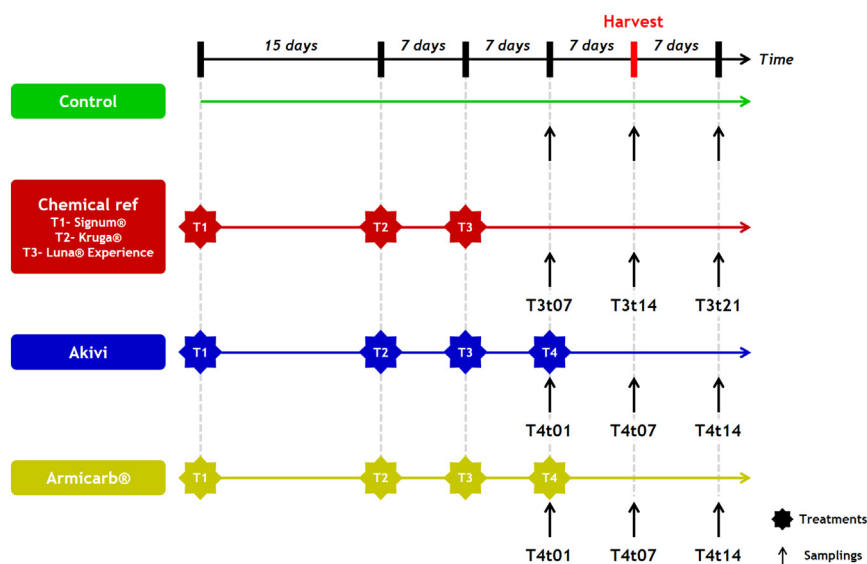 Harvest
15 days
7 days
7 days
7 days
7 days
Time
Control
Chemical ref
T1- Signum®
T2- Kruga®
T3- Luna® Experience
T1
T2
T3
T3t07
T3t14
T3t21
Akivi
T1
T2
T3
T4
T4t01
T4t07
T4t14
Armicarb®
T1
T2
T3
T4
Treatments
T4t01
T4t07
T4t14
Samplings